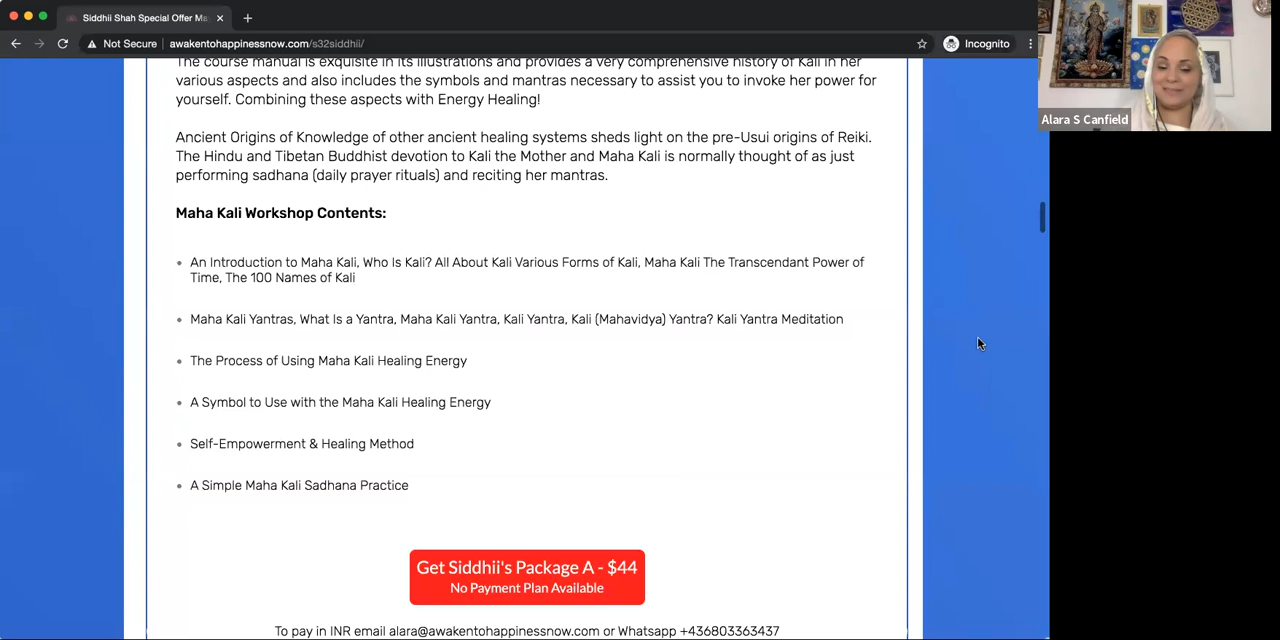 Siddhii Shah Special Offer Ma
Not Secure | awakentohappinessnow.com/s32siddhii/
Incognito
The course manual is exquisite in its illustrations and provides a very comprehensive history of Kali in her
various aspects and also includes the symbols and mantras necessary to assist you to invoke her power for
yourself. Combining these aspects with Energy Healing!
Alara S Canfield
Ancient Origins of Knowledge of other ancient healing systems sheds light on the pre-Usui origins of Reiki.
The Hindu and Tibetan Buddhist devotion to Kali the Mother and Maha Kali is normally thought of as just
performing sadhana (daily prayer rituals) and reciting her mantras.
Maha Kali Workshop Contents:
• An Introduction to Maha Kali, Who Is Kali? All About Kali Various Forms of Kali, Maha Kali The Transcendant Power of
Time, The 100 Names of Kali
• Maha Kali Yantras, What Is a Yantra, Maha Kali Yantra, Kali Yantra, Kali (Mahavidya) Yantra? Kali Yantra Meditation
• The Process of Using Maha Kali Healing Energy
• A Symbol to Use with the Maha Kali Healing Energy
• Self-Empowerment & Healing Method
• A Simple Maha Kali Sadhana Practice
Get Siddhii's Package A - $44
No Payment Plan Available
To pay in INR email alara@awakentohappinessnow.com or Whatsapp +436803363437